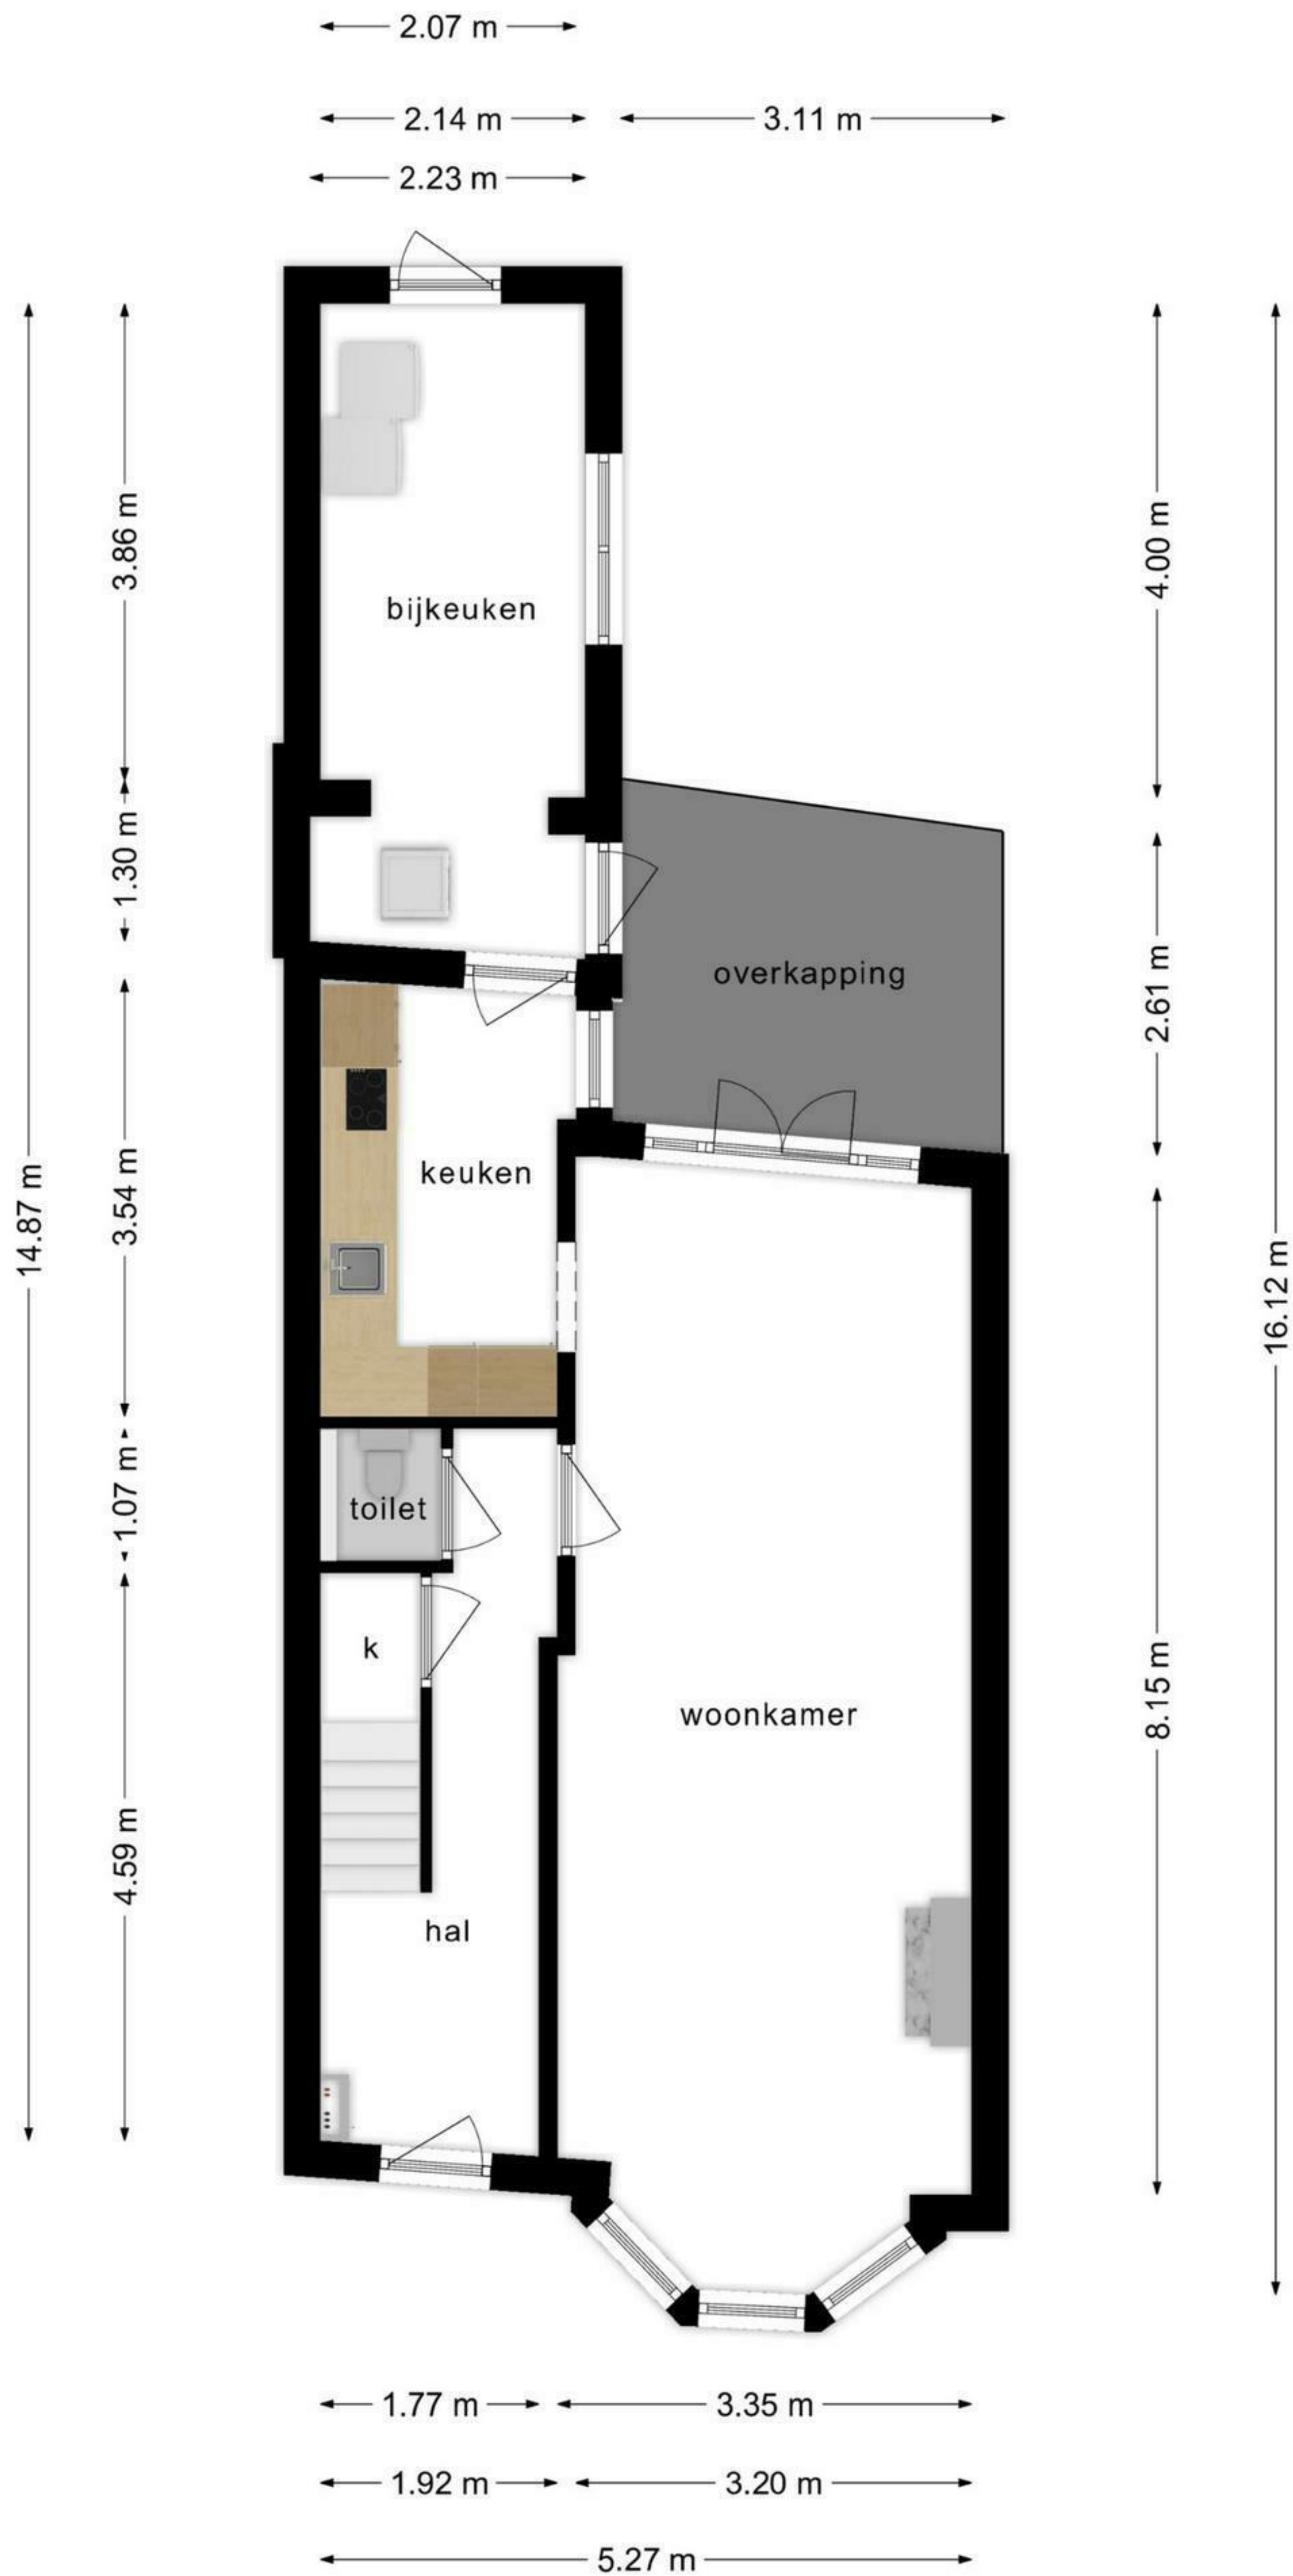 2.07 m
2.14 m
3.11 m
2.23 m
3.86 m
4.00 m
bijkeuken
1.30 m
overkapping
2.61 m
keuken
3.54 m
14.87 m
16.12 m
1.07 m
toilet
k
8.15 m
woonkamer
4.59 m
hal
1.77 m
3.35 m
1.92 m
3.20 m
5.27 m